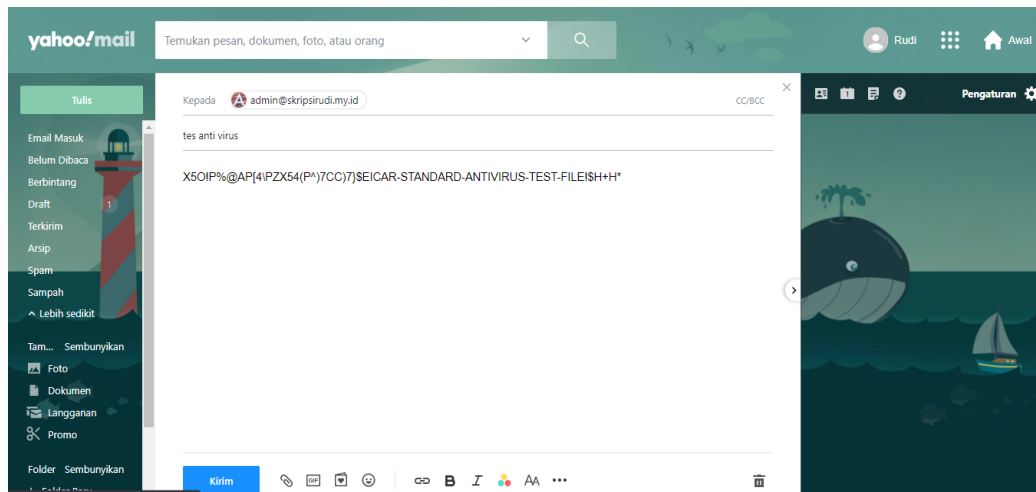 yahoo!mail
Temukan pesan, dokumen, foto, atau orang
Rudi
Awal
Tulis
Kepada admin@skripsirudi.my.id CC/BCC
1
Pengaturan
Email Masuk
tes anti virus
Belum Dibaca
Berbintang
X5O!P%@AP[4\PZX54(P^)7CC)7}$EICAR-STANDARD-ANTIVIRUS-TEST-FILE!$H+H*
Draft 1
Terkirim
Arsip
Spam
Sampah
Lebih sedikit
Tam... Sembunyikan
Foto
Dokumen
Langganan
Promo
Folder Sembunyikan
Kirim
GIF
B I AA